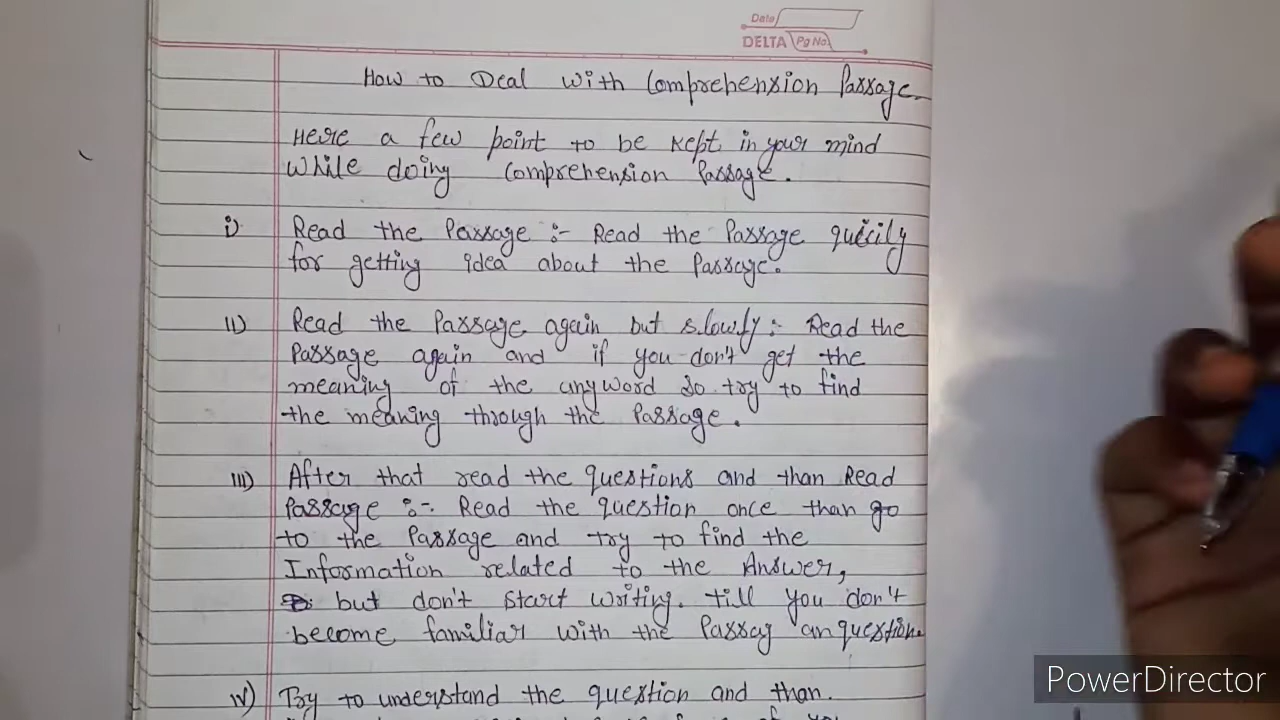 Date
DELTA Pg No.
How to Deal with Comprehension Passage.
Here a few point to be kept in your mind
while doing Comprehension Passage.
i) Read the Passage :- Read the Passage quicily
for getting idea about the Passage.
ii) Read the Passage again but slowly :- Read the
Passage again and if you don't get the
meaning of the anyword so try to find
the meaning through the Passage.
iii) After that read the questions and than Read
Passage :- Read the question once than go
to the Passage and try to find the
Information related to the Answer,
but don't start writing. till you don't
become familiar with the Passag an question.
iv) Try to understand the question and than.
PowerDirector